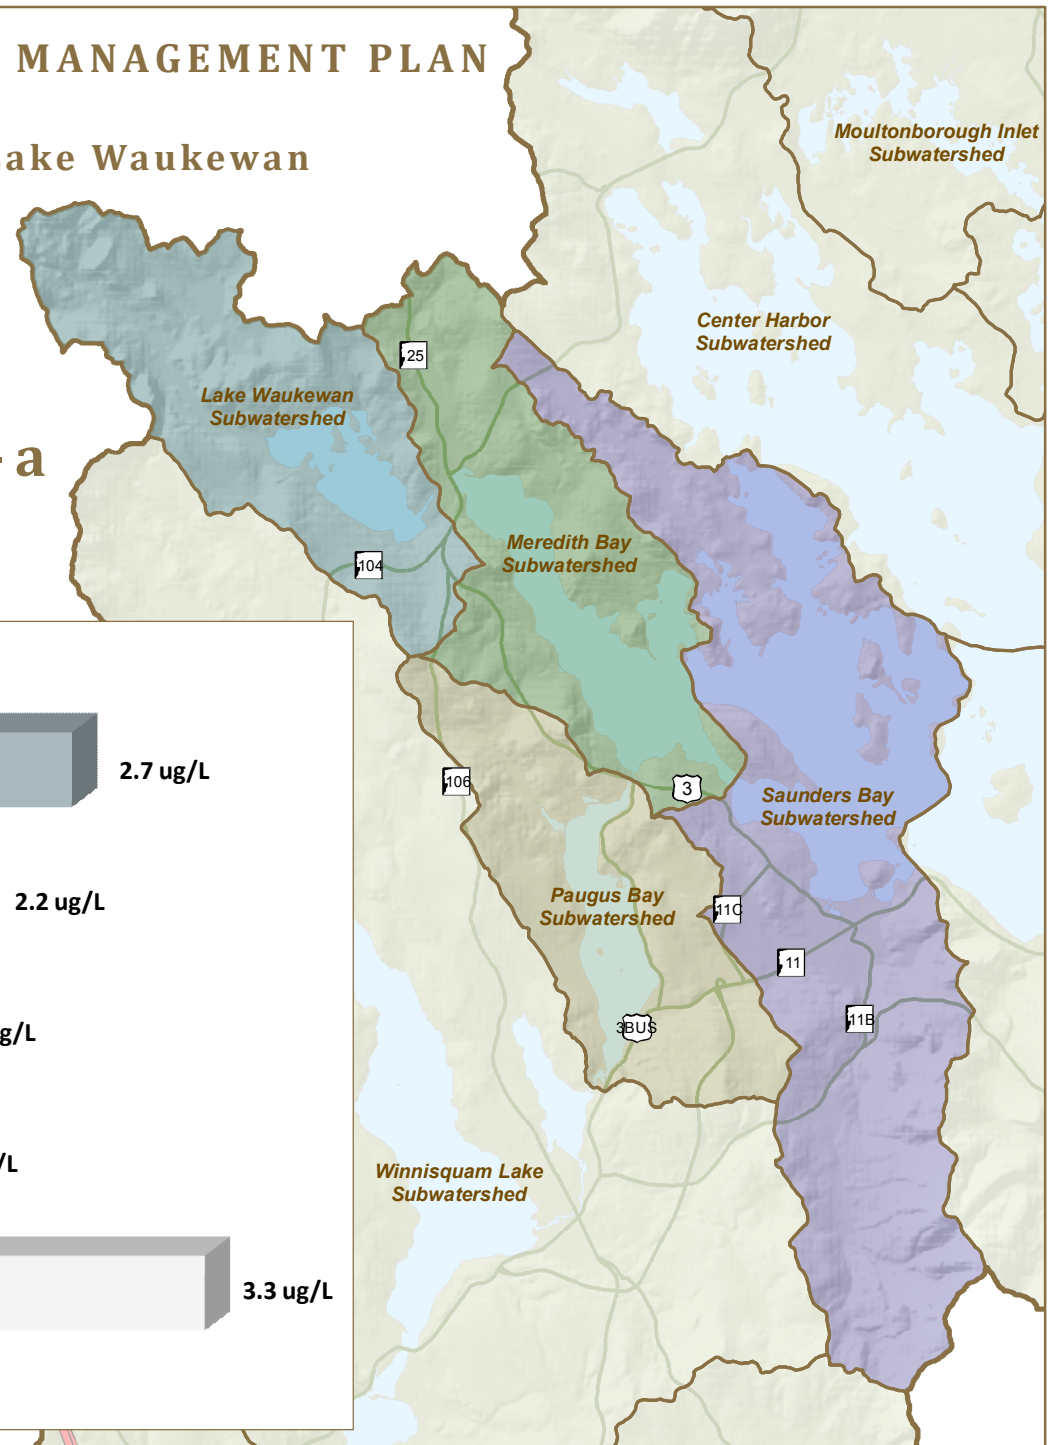 MANAGEMENT PLAN
Lake Waukewan
- a
Moultonborough Inlet
Subwatershed
Center Harbor
Subwatershed
25
Lake Waukewan
Subwatershed
Meredith Bay
Subwatershed
104
2.7 ug/L
106
3
Saunders Bay
Subwatershed
2.2 ug/L
Paugus Bay
Subwatershed
11C
11
11B
3BUS
g/L
/L
Winnisquam Lake
Subwatershed
3.3 ug/L